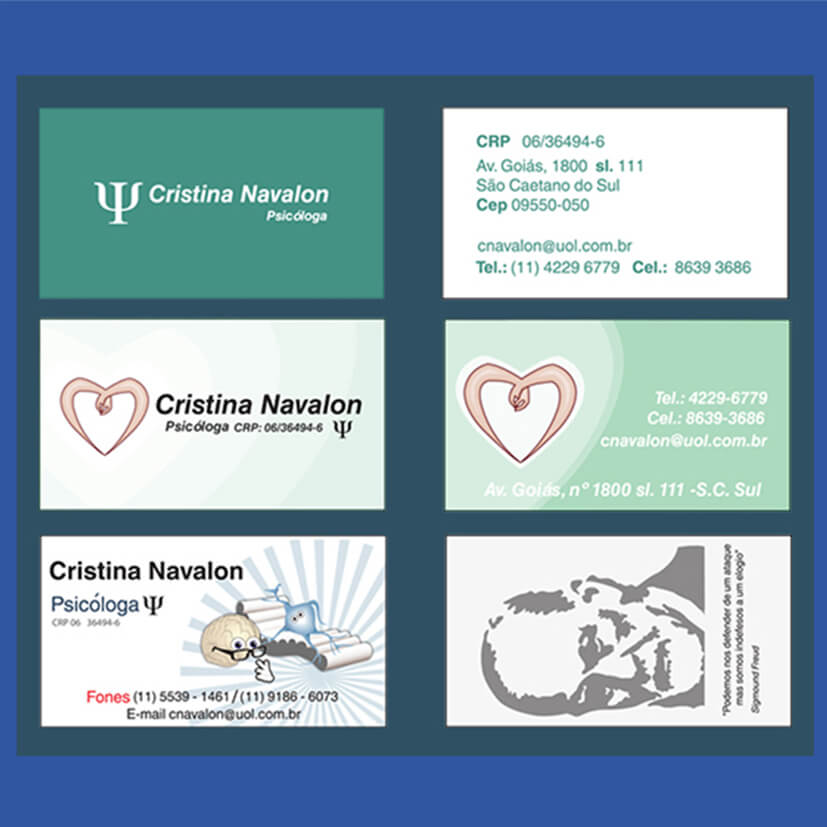 Ψ Cristina Navalon
Psicóloga
CRP 06/36494-6
Av. Goiás, 1800 sl. 111
São Caetano do Sul
Cep 09550-050
cnavalon@uol.com.br
Tel.: (11) 4229 6779 Cel.: 8639 3686
Cristina Navalon
Psicóloga CRP: 06/36494-6 Ψ
Tel.: 4229-6779
Cel.: 8639-3686
cnavalon@uol.com.br
Av. Goiás, nº 1800 sl. 111 -S.C. Sul
Cristina Navalon
Psicóloga Ψ
CRP 06 36494-6
Fones (11) 5539 - 1461 / (11) 9186 - 6073
E-mail cnavalon@uol.com.br
"Podemos nos defender de um ataque
mas somos indefesos a um elogio"
Sigmound Freud